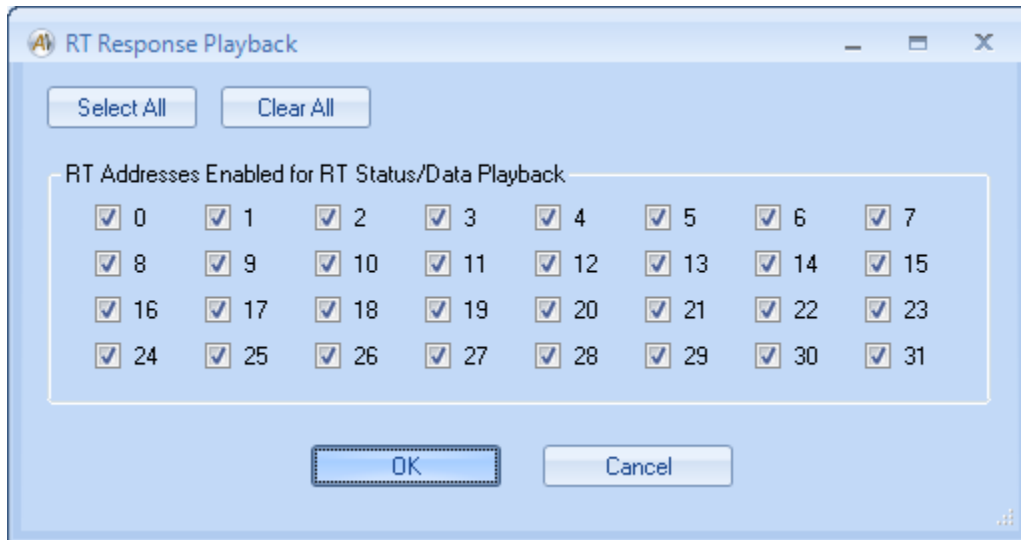 RT Response Playback
Select All Clear All
RT Addresses Enabled for RT Status/Data Playback
0 1 2 3 4 5 6 7
8 9 10 11 12 13 14 15
16 17 18 19 20 21 22 23
24 25 26 27 28 29 30 31
OK Cancel